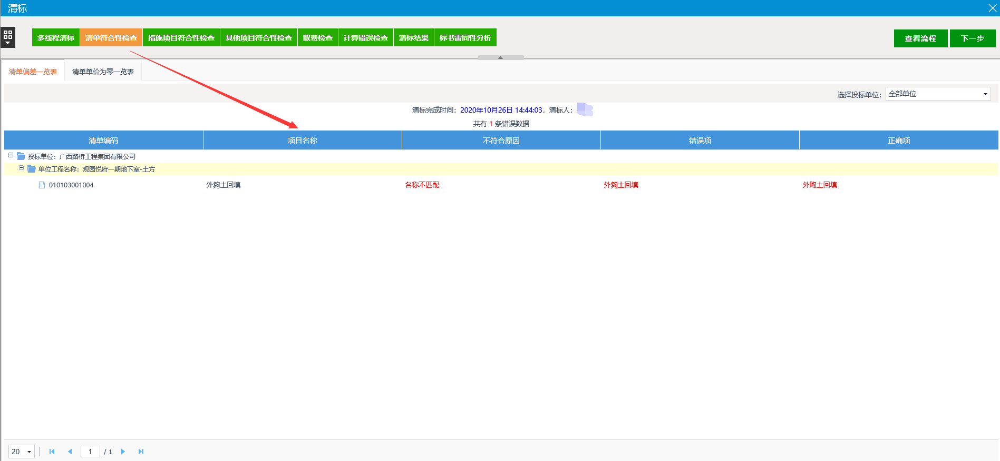 清标
多线程清标 清单符合性检查 措施项目符合性检查 其他项目符合性检查 取费检查 计算错误检查 清标结果 标书雷同性分析 查看流程 下一步
清单偏差一览表 清单单价为零一览表
选择投标单位: 全部单位
清标完成时间：2020年10月26日 14:44:03，清标人：
共有 1 条错误数据
清单编码 项目名称 不符合原因 错误项 正确项
投标单位：广西路桥工程集团有限公司
单位工程名称：观园悦府一期地下室-土方
010103001004 外夠土回填 名称不匹配 外夠土回填 外购土回填
20 1 / 1